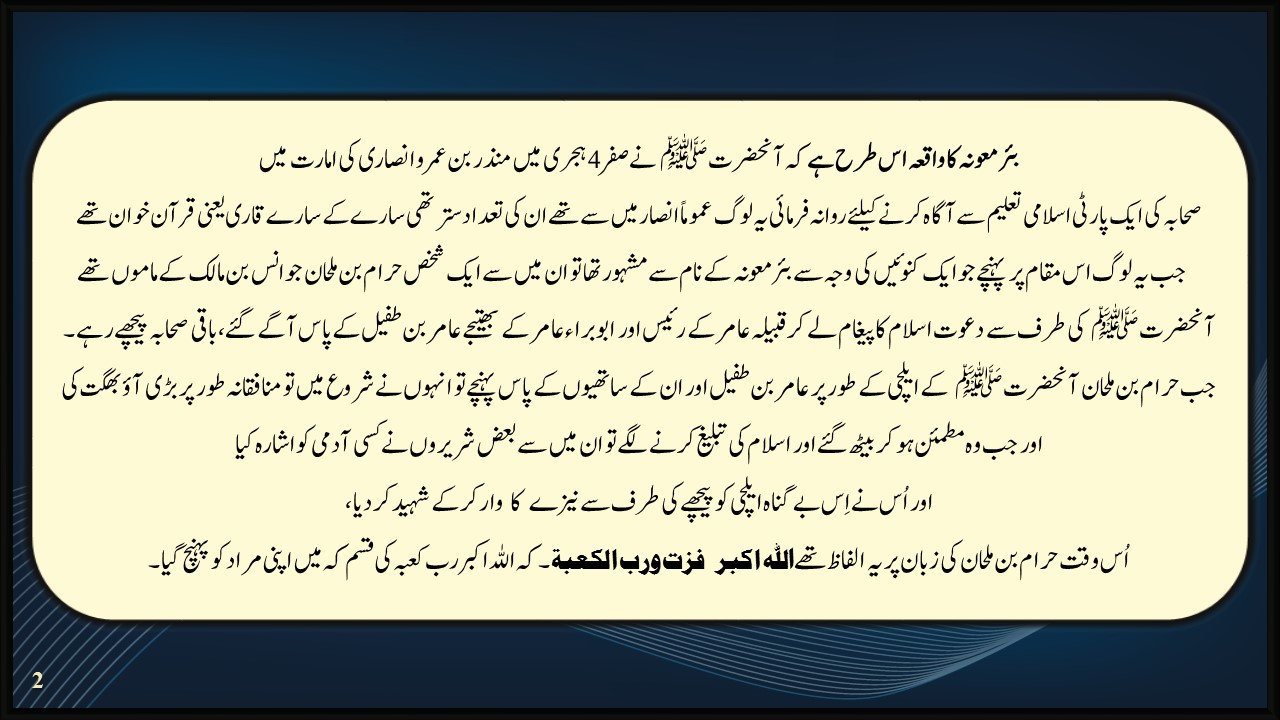 بئر معونہ کا واقعہ اس طرح ہے کہ آنحضرتﷺ نے صفر4 ہجری میں منذر بن عمرو انصاری کی امارت میں
صحابہ کی ایک پارٹی اسلامی تعلیم سے آگاہ کرنے کیلئے روانہ فرمائی یہ لوگ عموماً انصار میں سے تھے ان کی تعداد ستر تھی سارے کے سارے قاری یعنی قرآن خوان تھے
جب یہ لوگ اس مقام پر پہنچے جو ایک کنوئیں کی وجہ سے بئر معونہ کے نام سے مشہور تھا تو ان میں سے ایک شخص حرام بن ملحان جو انس بن مالک کے ماموں تھے
آنحضرتﷺ کی طرف سے دعوت اسلام کا پیغام لے کر قبیلہ عامر کے رئیس اور ابو براء عامر کے بھتیجے عامر بن طفیل کے پاس آگے گئے، باقی صحابہ پیچھے رہے۔
جب حرام بن ملحان آنحضرتﷺ کے ایلچی کے طور پر عامر بن طفیل اور ان کے ساتھیوں کے پاس پہنچے تو انہوں نے شروع میں تو منافقانہ طور پر بڑی آؤ بھگت کی
اور جب وہ مطمئن ہو کر بیٹھ گئے اور اسلام کی تبلیغ کرنے لگے تو ان میں سے بعض شریروں نے کسی آدمی کو اشارہ کیا
اور اُس نے اِس بے گناہ ایلچی کو پیچھے کی طرف سے نیزے کا وار کر کے شہید کر دیا،
اُس وقت حرام بن ملحان کی زبان پر یہ الفاظ تھے اللّٰہ اکبر فزت ورب الکعبة۔ کہ اللہ اکبر رب کعبہ کی قسم کہ میں اپنی مراد کو پہنچ گیا۔
2